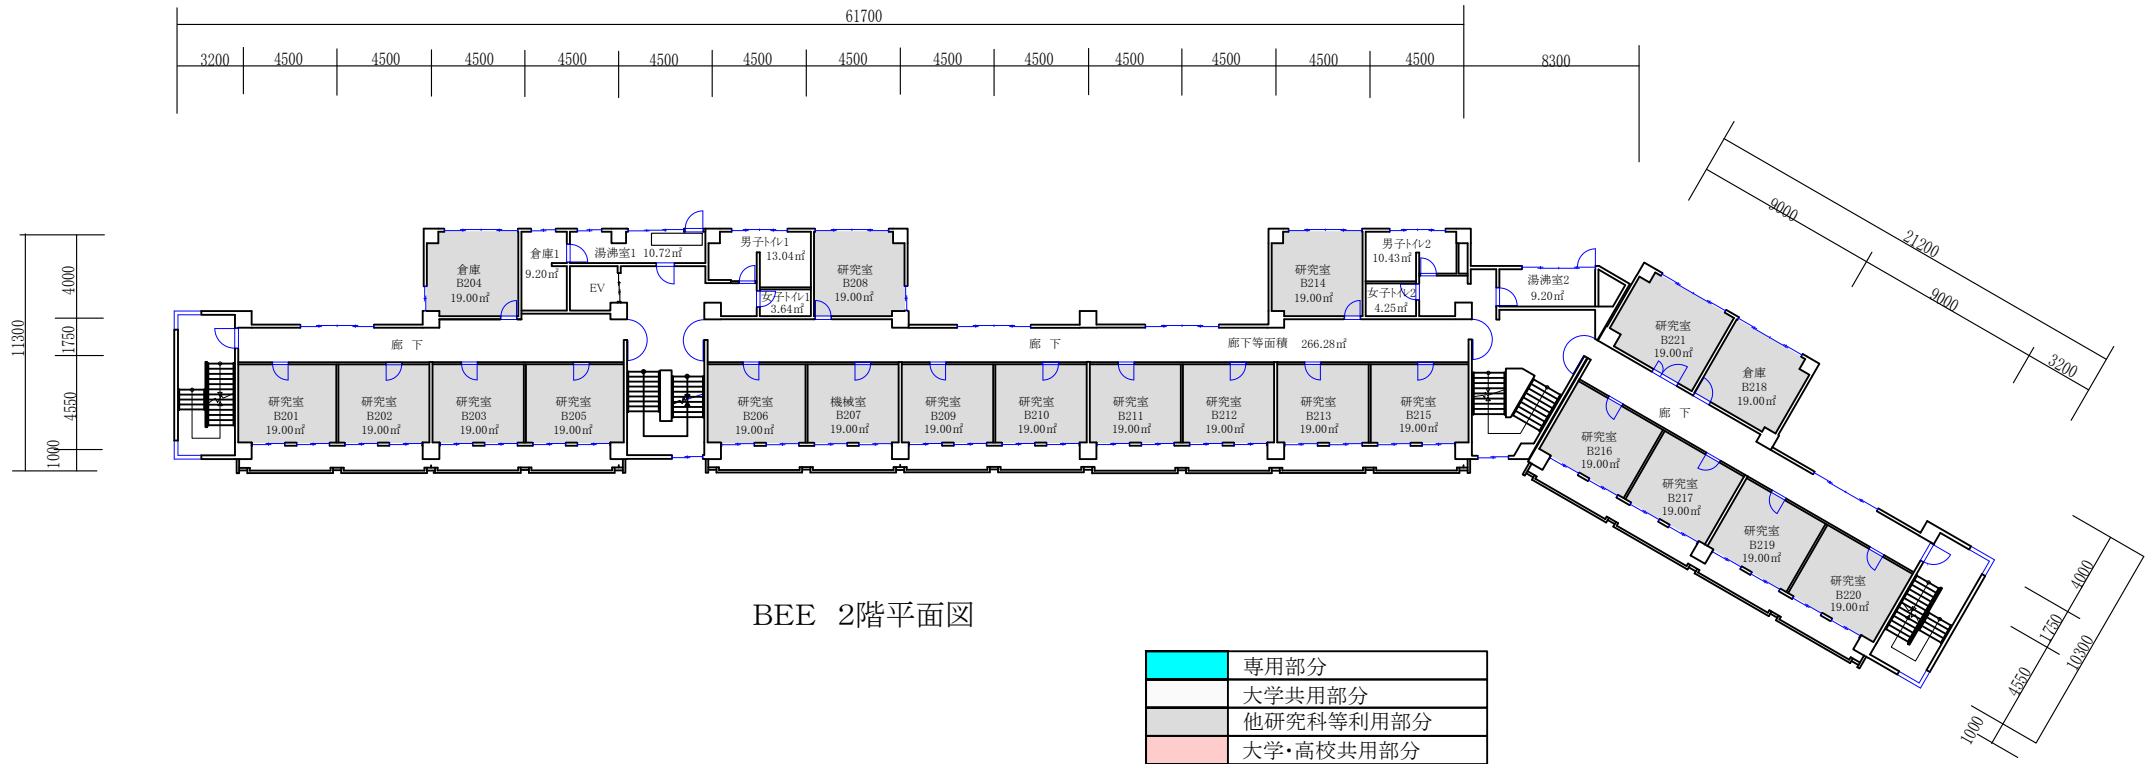 61700
3200 4500 4500 4500 4500 4500 4500 4500 4500 4500 4500 4500 4500 4500 8300
9000
21200
9000
3200
11300
4000
1750
4550
1000
倉庫
B204
19.00㎡
倉庫1
9.20㎡
湯沸室1 10.72㎡
EV
男子トイレ1
13.04㎡
女子トイレ1
3.64㎡
研究室
B208
19.00㎡
研究室
B214
19.00㎡
男子トイレ2
10.43㎡
女子トイレ2
4.25㎡
湯沸室2
9.20㎡
研究室
B221
19.00㎡
倉庫
B218
19.00㎡
廊 下
廊 下
廊下等面積 266.28㎡
廊 下
研究室
B201
19.00㎡
研究室
B202
19.00㎡
研究室
B203
19.00㎡
研究室
B205
19.00㎡
研究室
B206
19.00㎡
機械室
B207
19.00㎡
研究室
B209
19.00㎡
研究室
B210
19.00㎡
研究室
B211
19.00㎡
研究室
B212
19.00㎡
研究室
B213
19.00㎡
研究室
B215
19.00㎡
研究室
B216
19.00㎡
研究室
B217
19.00㎡
研究室
B219
19.00㎡
研究室
B220
19.00㎡
4000
1750
10300
4550
1000
BEE 2階平面図
専用部分
大学共用部分
他研究科等利用部分
大学・高校共用部分